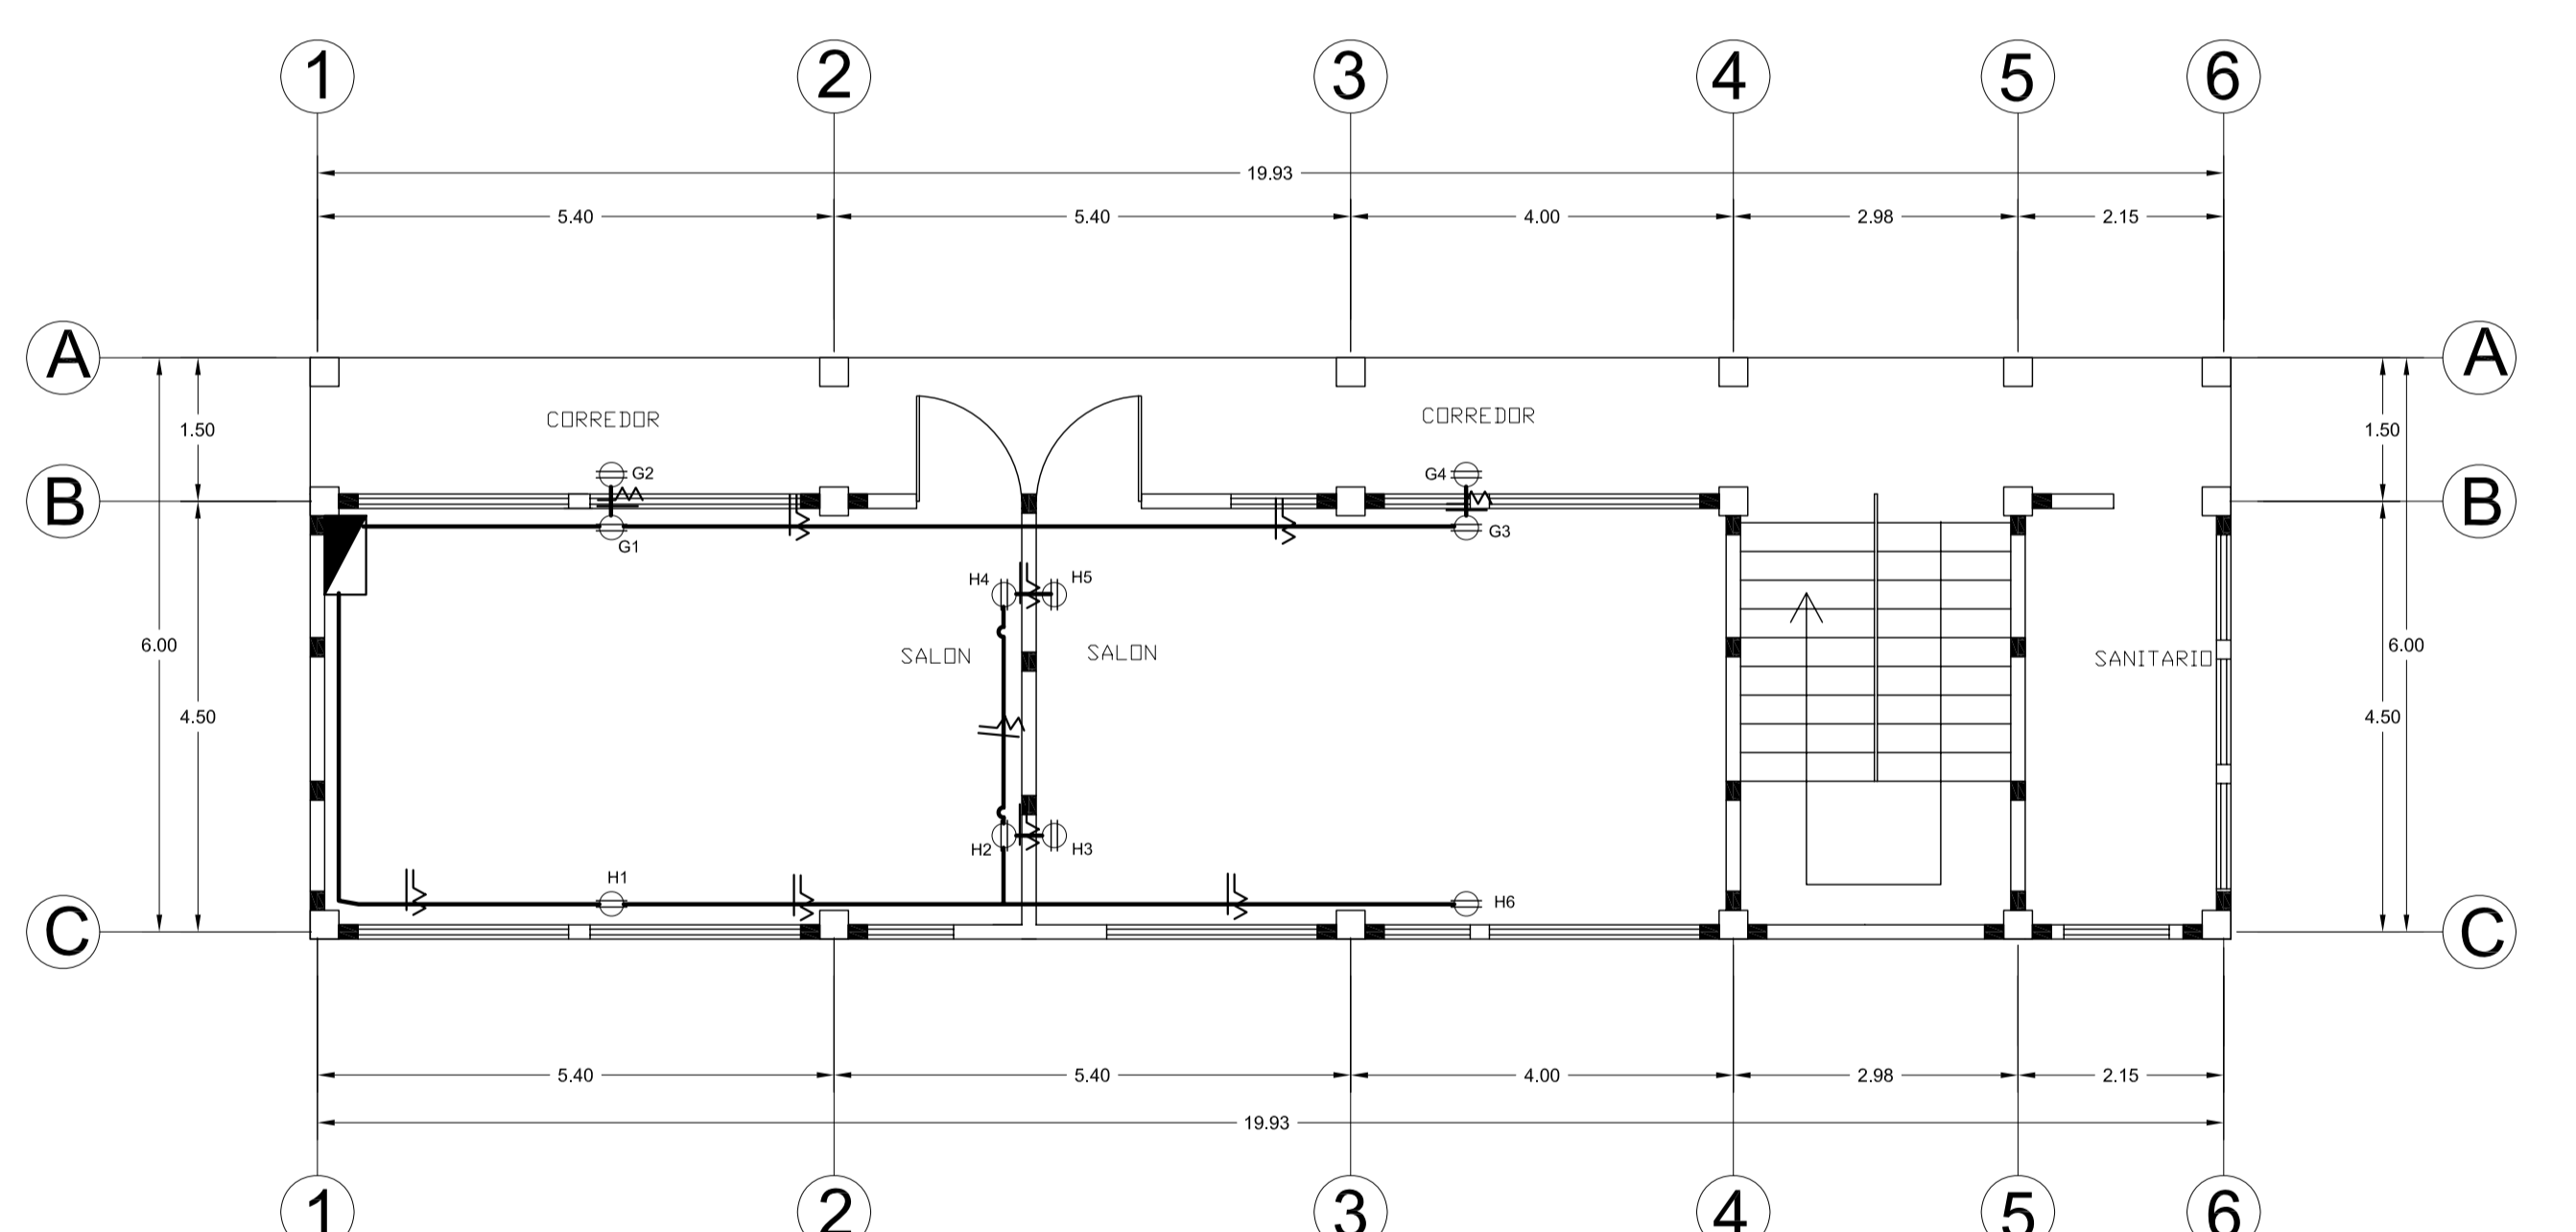 1 2 3 4 5 6
19.93
5.40 5.40 4.00 2.98 2.15
A A
CORREDOR CORREDOR
1.50 1.50
G2 G4
B B
G1 G3
H4 H5
6.00 SALON SALON SANITARIO 6.00
4.50 4.50
H2 H3
H1 H6
C C
5.40 5.40 4.00 2.98 2.15
19.93
1 2 3 4 5 6